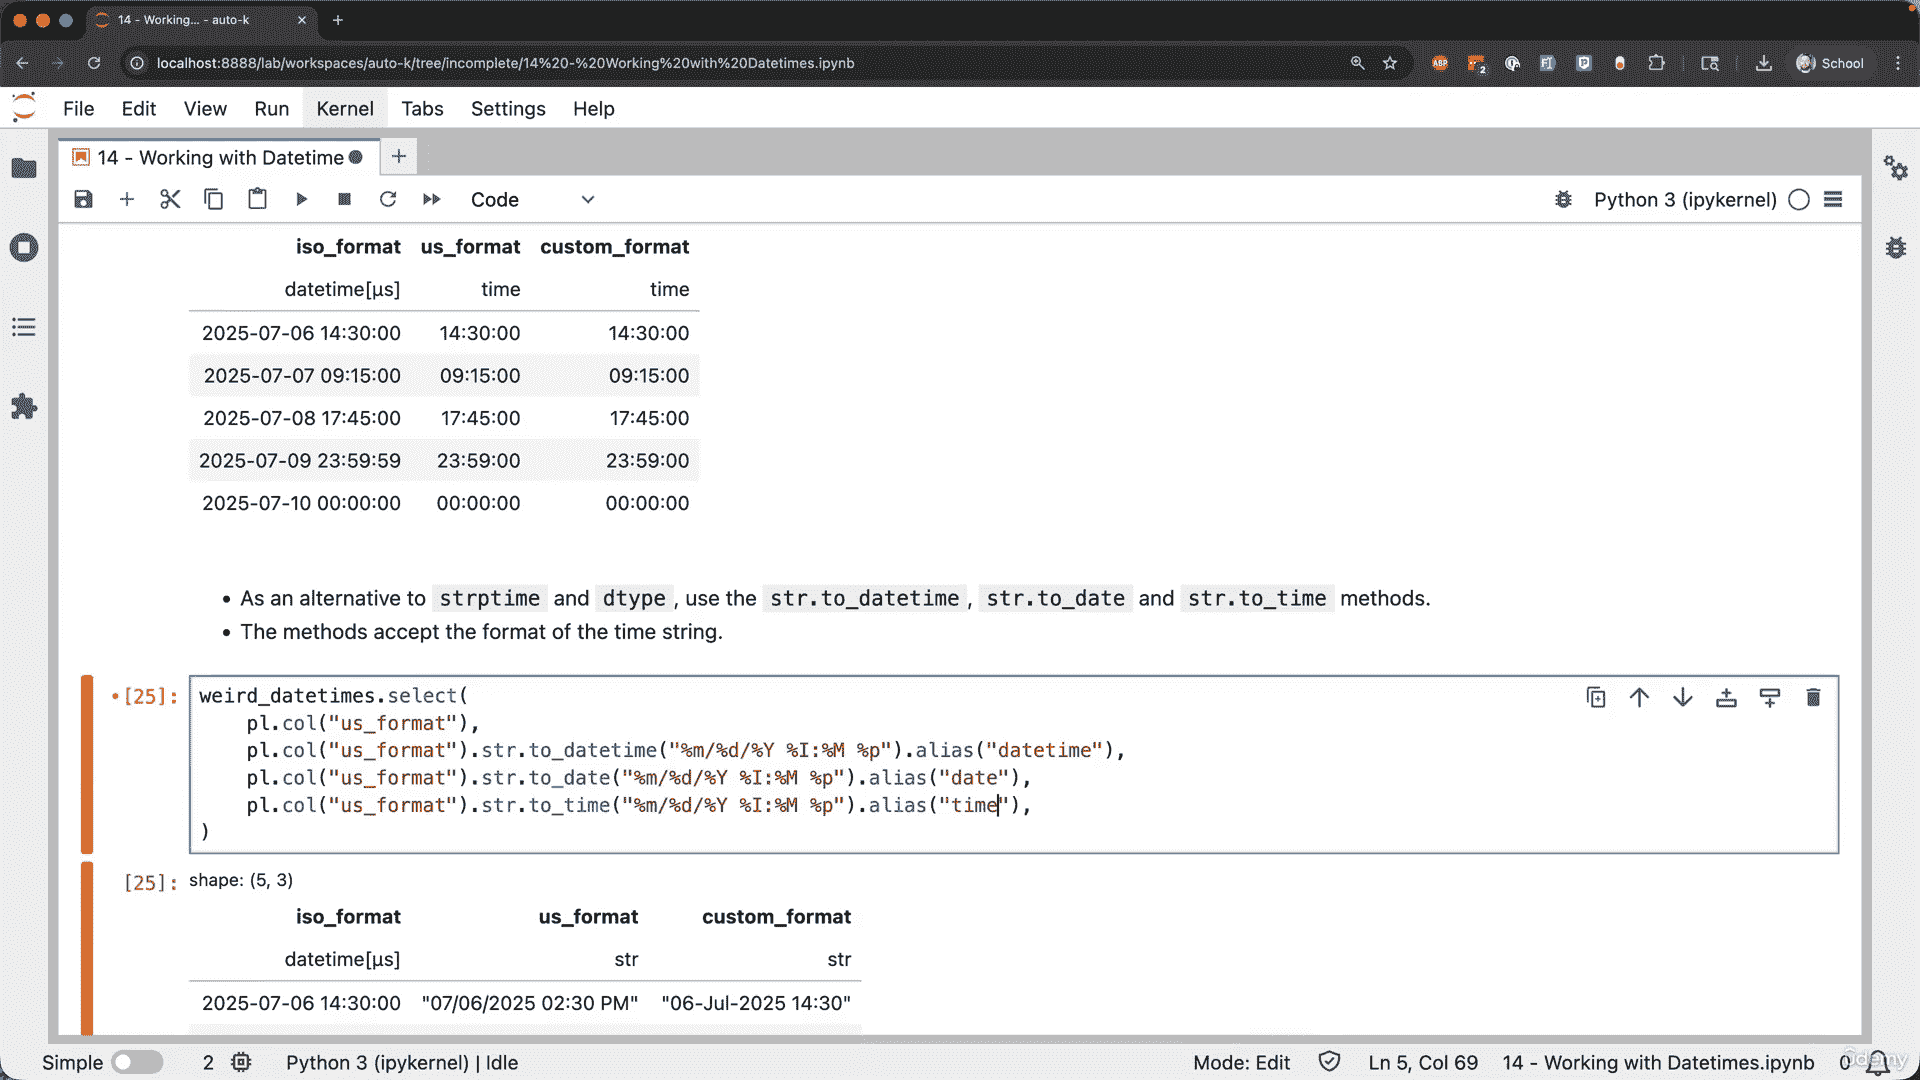 14 - Working... - auto-k
localhost:8888/lab/workspaces/auto-k/tree/incomplete/14%20-%20Working%20with%20Datetimes.ipynb
ABP
2
School
File Edit View Run Kernel Tabs Settings Help
14 - Working with Datetime
Code
Python 3 (ipykernel)
iso_format us_format custom_format
datetime[μs] time time
2025-07-06 14:30:00 14:30:00 14:30:00
2025-07-07 09:15:00 09:15:00 09:15:00
2025-07-08 17:45:00 17:45:00 17:45:00
2025-07-09 23:59:59 23:59:00 23:59:00
2025-07-10 00:00:00 00:00:00 00:00:00
• As an alternative to strptime and dtype , use the str.to_datetime , str.to_date and str.to_time methods.
• The methods accept the format of the time string.
•[25]: weird_datetimes.select(
pl.col("us_format"),
pl.col("us_format").str.to_datetime("%m/%d/%Y %I:%M %p").alias("datetime"),
pl.col("us_format").str.to_date("%m/%d/%Y %I:%M %p").alias("date"),
pl.col("us_format").str.to_time("%m/%d/%Y %I:%M %p").alias("time"),
)
[25]: shape: (5, 3)
iso_format us_format custom_format
datetime[μs] str str
2025-07-06 14:30:00 "07/06/2025 02:30 PM" "06-Jul-2025 14:30"
Simple 2 Python 3 (ipykernel) | Idle Mode: Edit Ln 5, Col 69 14 - Working with Datetimes.ipynb 0
ûdemy